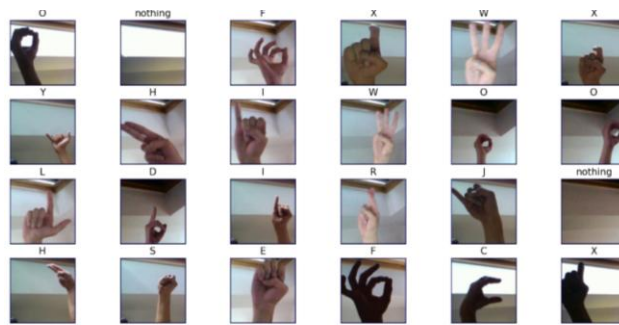 O nothing F X W X
Y H I W O O
L D I R J nothing
H S E F C X